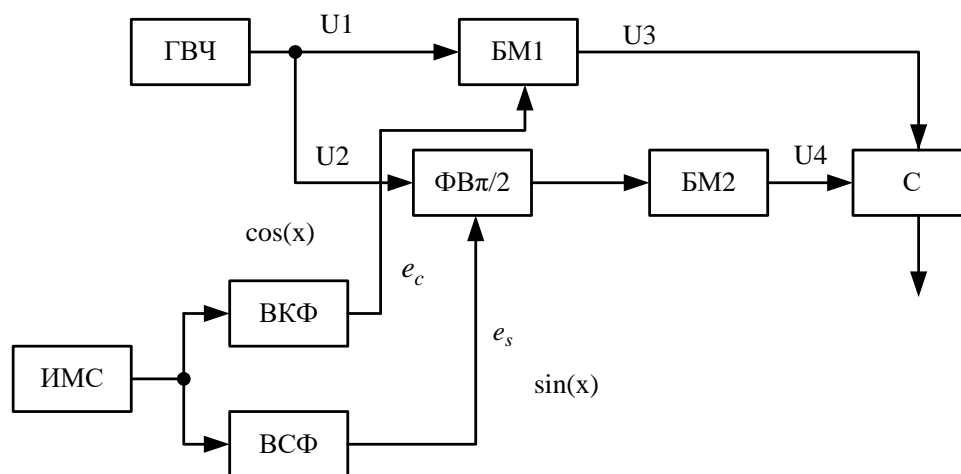 ГВЧ
U1
БМ1
U3
U2
ФВπ/2
БМ2
U4
С
cos(x)
e_c
ВКФ
e_s
ИМС
sin(x)
ВСФ